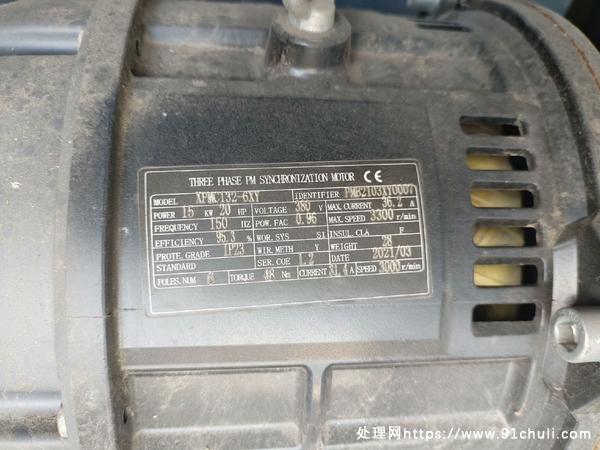 THREE PHASE PM SYNCHRONIZATION MOTOR CE
MODEL XPMC132-6XY IDENTIFIER PMB2103XY0007
POWER 15 KW 20 HP VOLTAGE 380 V MAX. CURRENT 36.2 A
FREQUENCY 150 HZ POW. FAC 0.96 MAX. SPEED 3300 r/min
EFFICIENCY 95.3 % WOR. SYS S1 INSUL. CLA F
PROTE. GRADE IP23 WIR. METH Y WEIGHT 28
STANDARD SER. COE 1.2 DATE 2021/03
POLES. NUM 6 TORQUE 48 Nm CURRENT 31.4 A SPEED 3000 r/min
处理网https://www.91chuli.com/